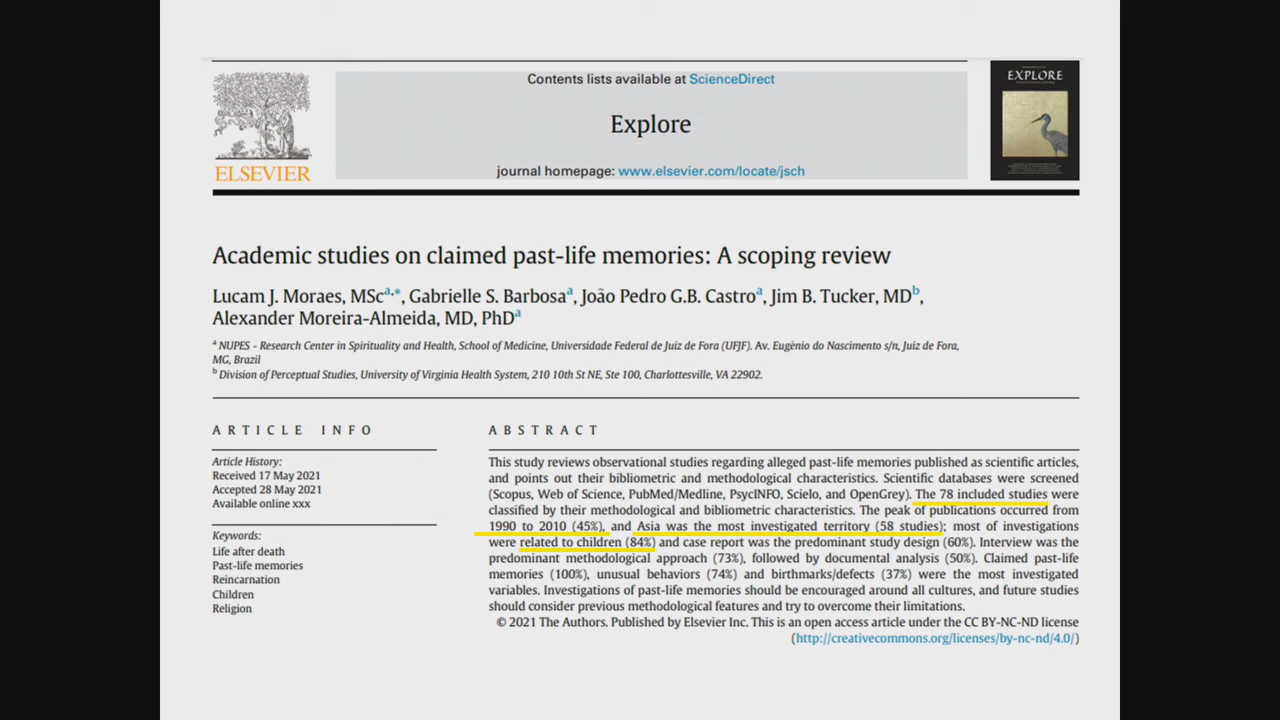 Contents lists available at ScienceDirect
Explore
journal homepage: www.elsevier.com/locate/jsch
ELSEVIER
EXPLORE
Academic studies on claimed past-life memories: A scoping review
Lucam J. Moraes, MSca,*, Gabrielle S. Barbosaa, João Pedro G.B. Castroa, Jim B. Tucker, MDb,
Alexander Moreira-Almeida, MD, PhDa
a NUPES - Research Center in Spirituality and Health, School of Medicine, Universidade Federal de Juiz de Fora (UFJF). Av. Eugênio do Nascimento s/n, Juiz de Fora,
MG, Brazil
b Division of Perceptual Studies, University of Virginia Health System, 210 10th St NE, Ste 100, Charlottesville, VA 22902.
ARTICLE INFO
Article History:
Received 17 May 2021
Accepted 28 May 2021
Available online xxx
Keywords:
Life after death
Past-life memories
Reincarnation
Children
Religion
ABSTRACT
This study reviews observational studies regarding alleged past-life memories published as scientific articles,
and points out their bibliometric and methodological characteristics. Scientific databases were screened
(Scopus, Web of Science, PubMed/Medline, PsycINFO, Scielo, and OpenGrey). The 78 included studies were
classified by their methodological and bibliometric characteristics. The peak of publications occurred from
1990 to 2010 (45%), and Asia was the most investigated territory (58 studies); most of investigations
were related to children (84%) and case report was the predominant study design (60%). Interview was the
predominant methodological approach (73%), followed by documental analysis (50%). Claimed past-life
memories (100%), unusual behaviors (74%) and birthmarks/defects (37%) were the most investigated
variables. Investigations of past-life memories should be encouraged around all cultures, and future studies
should consider previous methodological features and try to overcome their limitations.
© 2021 The Authors. Published by Elsevier Inc. This is an open access article under the CC BY-NC-ND license
(http://creativecommons.org/licenses/by-nc-nd/4.0/)